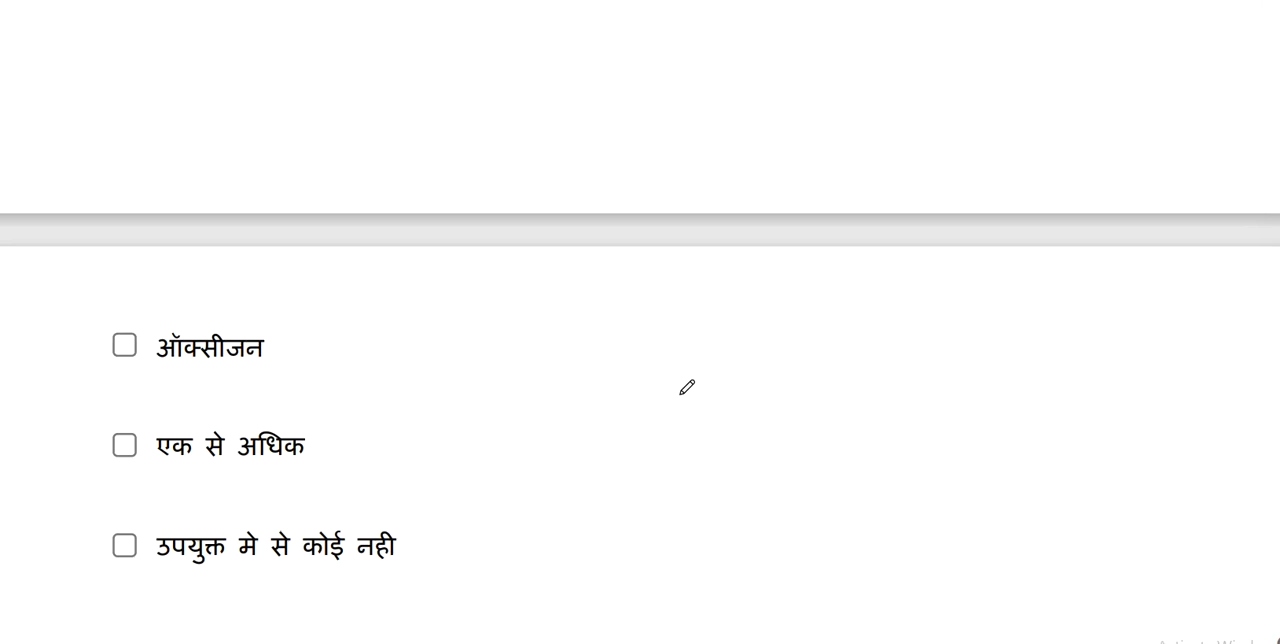 ऑक्सीजन
एक से अधिक
उपयुक्त मे से कोई नही